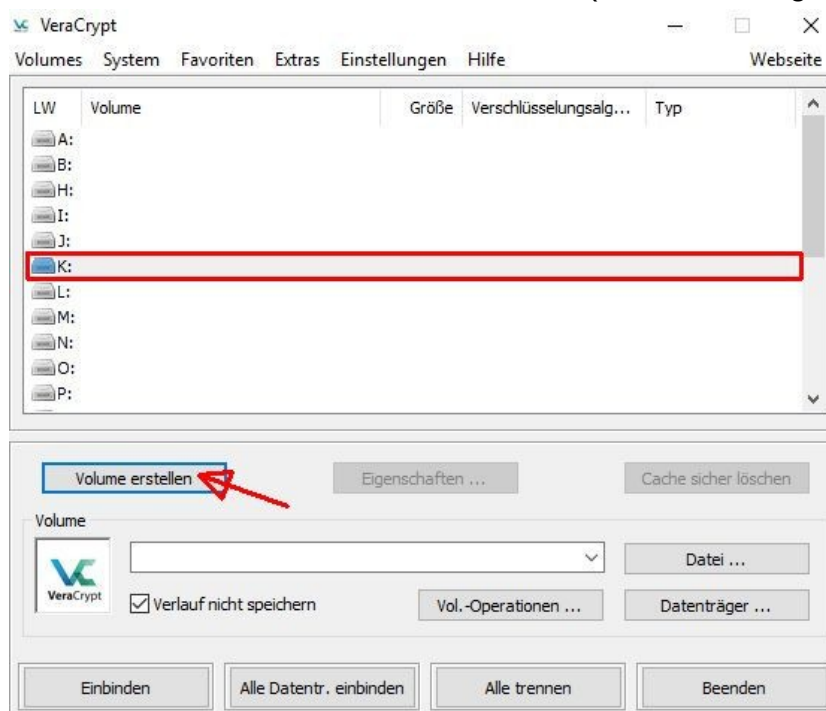 VeraCrypt
Volumes System Favoriten Extras Einstellungen Hilfe Webseite
LW Volume Größe Verschlüsselungsalg... Typ
A:
B:
H:
I:
J:
K:
L:
M:
N:
O:
P:
Volume erstellen Eigenschaften ... Cache sicher löschen
Volume
Datei ...
VeraCrypt
Verlauf nicht speichern Vol.-Operationen ... Datenträger ...
Einbinden Alle Datentr. einbinden Alle trennen Beenden